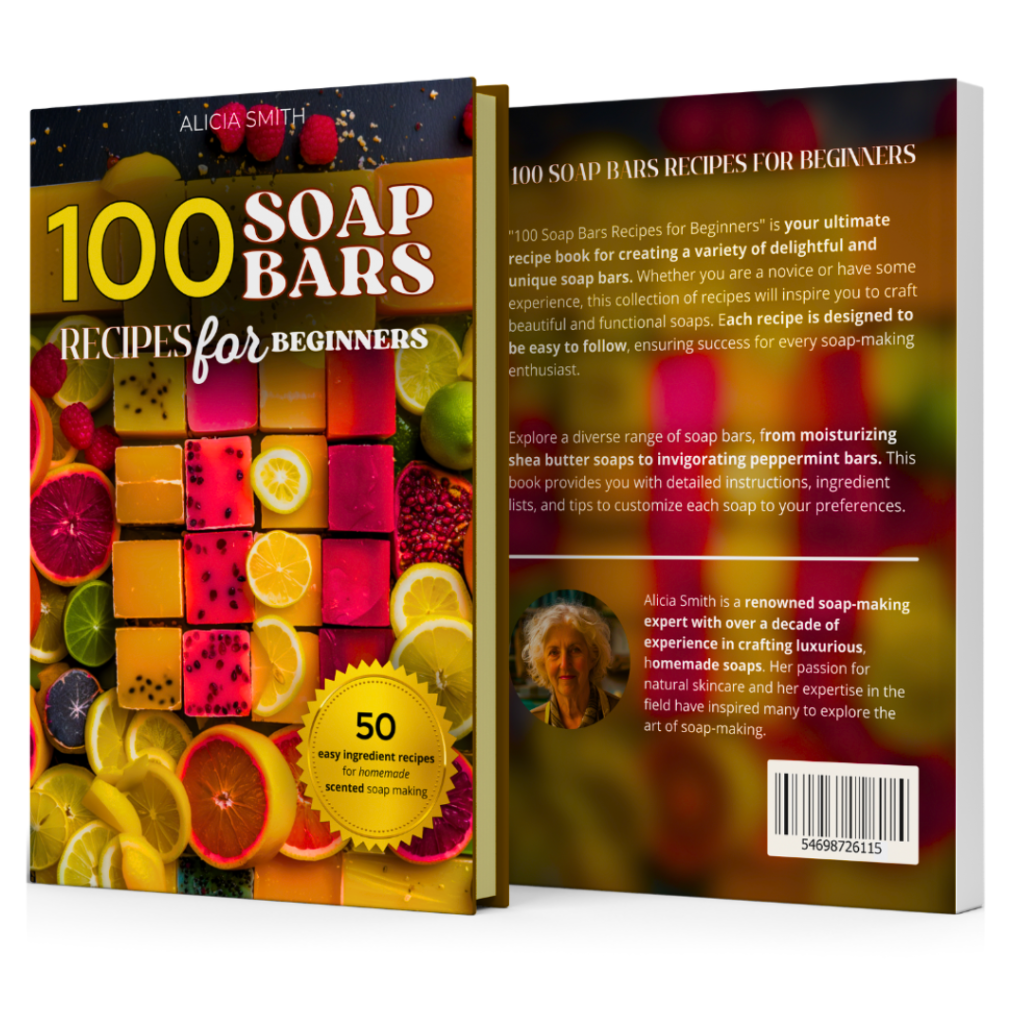 ALICIA SMITH
100 SOAP
BARS
RECIPES for BEGINNERS
50
easy ingredient recipes
for homemade
scented soap making
100 SOAP BARS RECIPES FOR BEGINNERS
"100 Soap Bars Recipes for Beginners" is your ultimate
recipe book for creating a variety of delightful and
unique soap bars. Whether you are a novice or have some
experience, this collection of recipes will inspire you to craft
beautiful and functional soaps. Each recipe is designed to
be easy to follow, ensuring success for every soap-making
enthusiast.
Explore a diverse range of soap bars, from moisturizing
shea butter soaps to invigorating peppermint bars. This
book provides you with detailed instructions, ingredient
lists, and tips to customize each soap to your preferences.
Alicia Smith is a renowned soap-making
expert with over a decade of
experience in crafting luxurious,
homemade soaps. Her passion for
natural skincare and her expertise in the
field have inspired many to explore the
art of soap-making.
54698726115